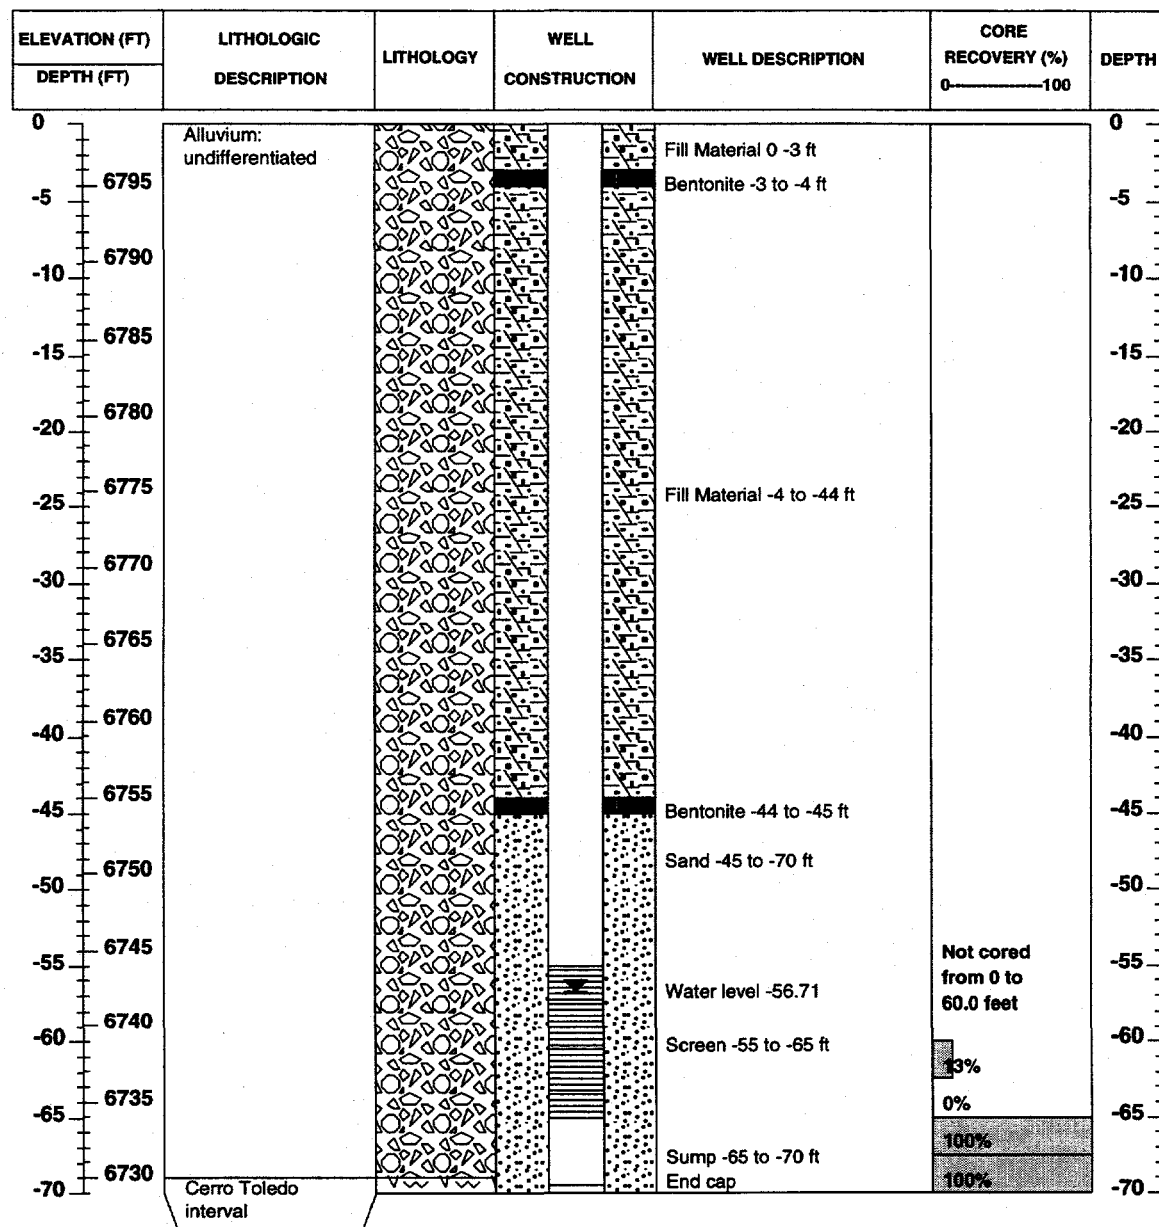 ELEVATION (FT)
DEPTH (FT)
LITHOLOGIC
DESCRIPTION
LITHOLOGY
WELL
CONSTRUCTION
WELL DESCRIPTION
CORE
RECOVERY (%)
0--------------------100
DEPTH
0
Alluvium:
undifferentiated
Fill Material 0 -3 ft
0
6795
Bentonite -3 to -4 ft
-5
-5
6790
-10
-10
6785
-15
-15
6780
-20
-20
6775
Fill Material -4 to -44 ft
-25
-25
6770
-30
-30
6765
-35
-35
6760
-40
-40
6755
-45
Bentonite -44 to -45 ft
-45
6750
Sand -45 to -70 ft
-50
-50
6745
-55
Not cored
from 0 to
60.0 feet
-55
Water level -56.71
6740
-60
Screen -55 to -65 ft
-60
13%
6735
0%
-65
-65
100%
6730
Sump -65 to -70 ft
End cap
100%
-70
Cerro Toledo
interval
-70